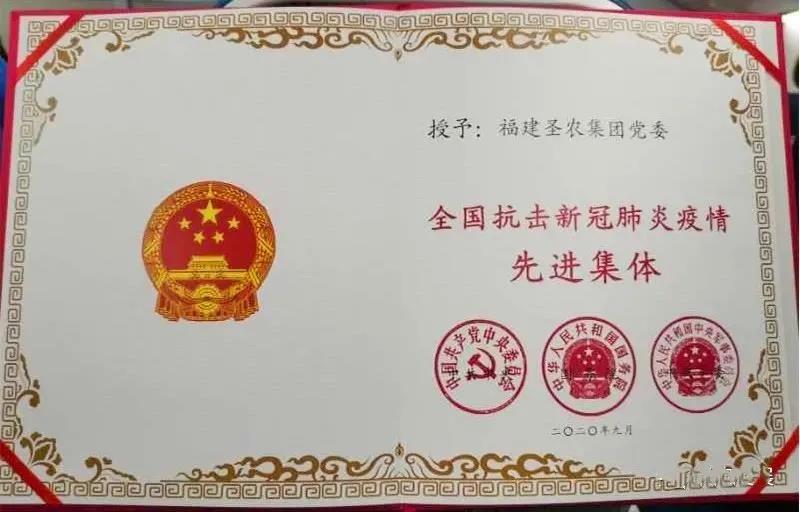 授予：福建圣农集团党委
全国抗击新冠肺炎疫情
先进集体
中国共产党中央委员会
中华人民共和国国务院
中华人民共和国中央军事委员会
二〇二〇年九月